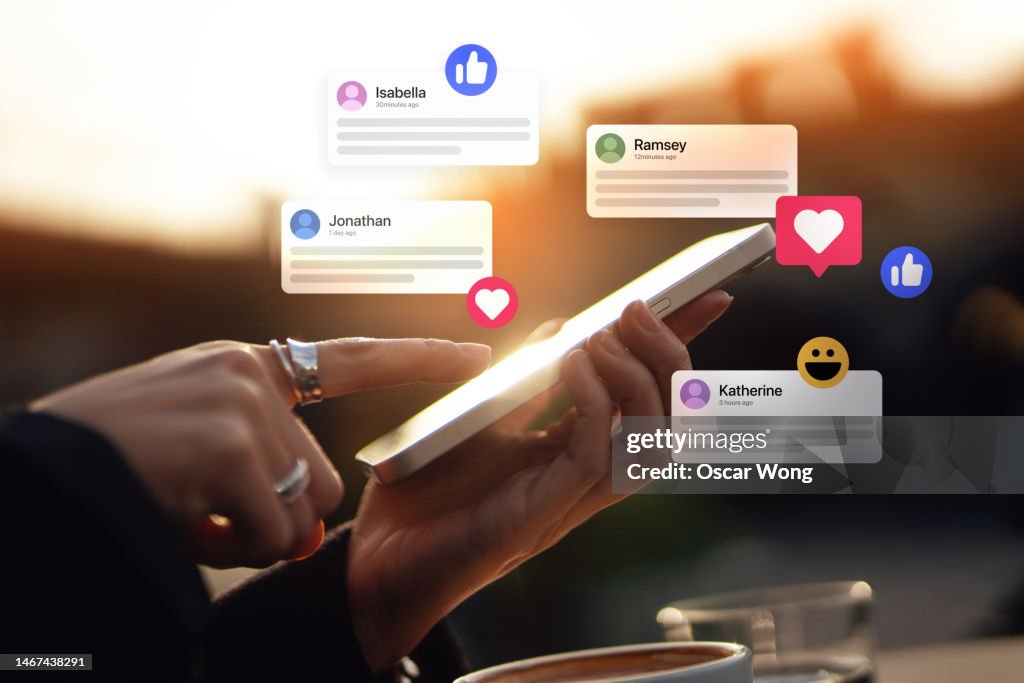 Isabella
30minutes ago
Ramsey
12minutes ago
Jonathan
1 day ago
Katherine
3 hours ago
gettyimages®
Credit: Oscar Wong
1467438291